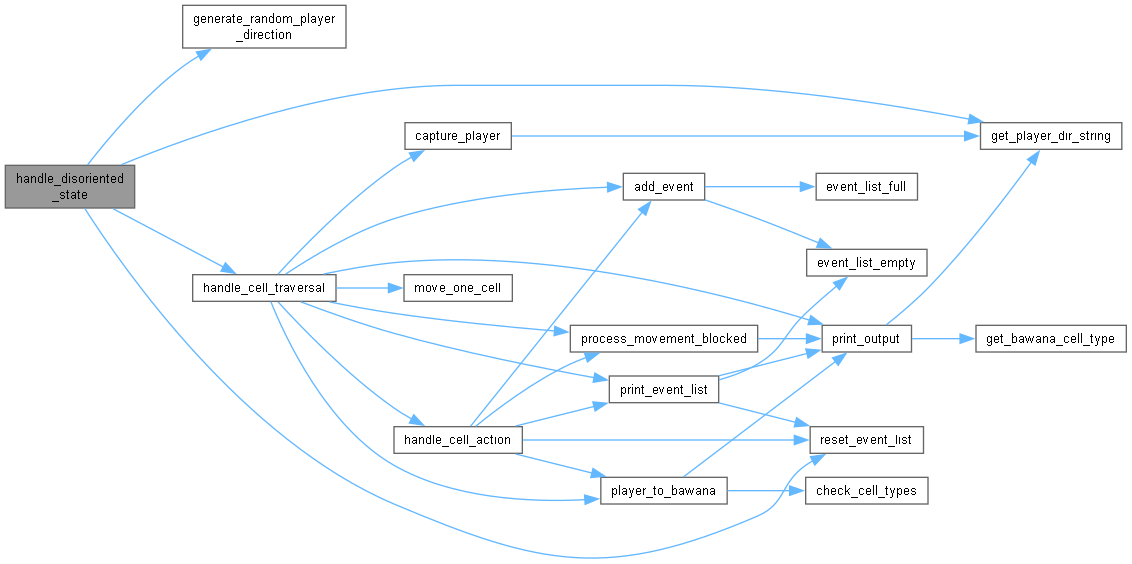 generate_random_player
_direction
capture_player
get_player_dir_string
handle_disoriented
_state
add_event
event_list_full
event_list_empty
handle_cell_traversal
move_one_cell
process_movement_blocked
print_output
get_bawana_cell_type
print_event_list
handle_cell_action
reset_event_list
player_to_bawana
check_cell_types